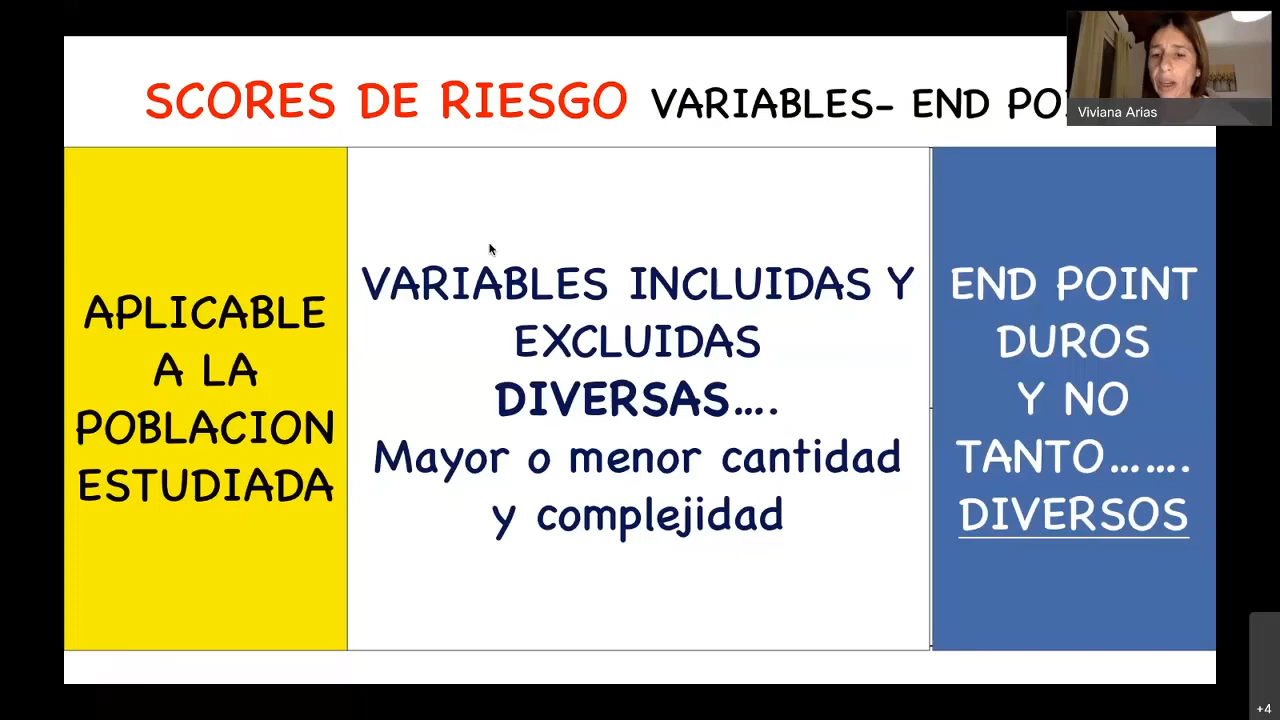 SCORES DE RIESGO VARIABLES- END
Viviana Arias
APLICABLE
A LA
POBLACION
ESTUDIADA
VARIABLES INCLUIDAS Y
EXCLUIDAS
DIVERSAS....
Mayor o menor cantidad
y complejidad
END POINT
DUROS
Y NO
TANTO.......
DIVERSOS
+4